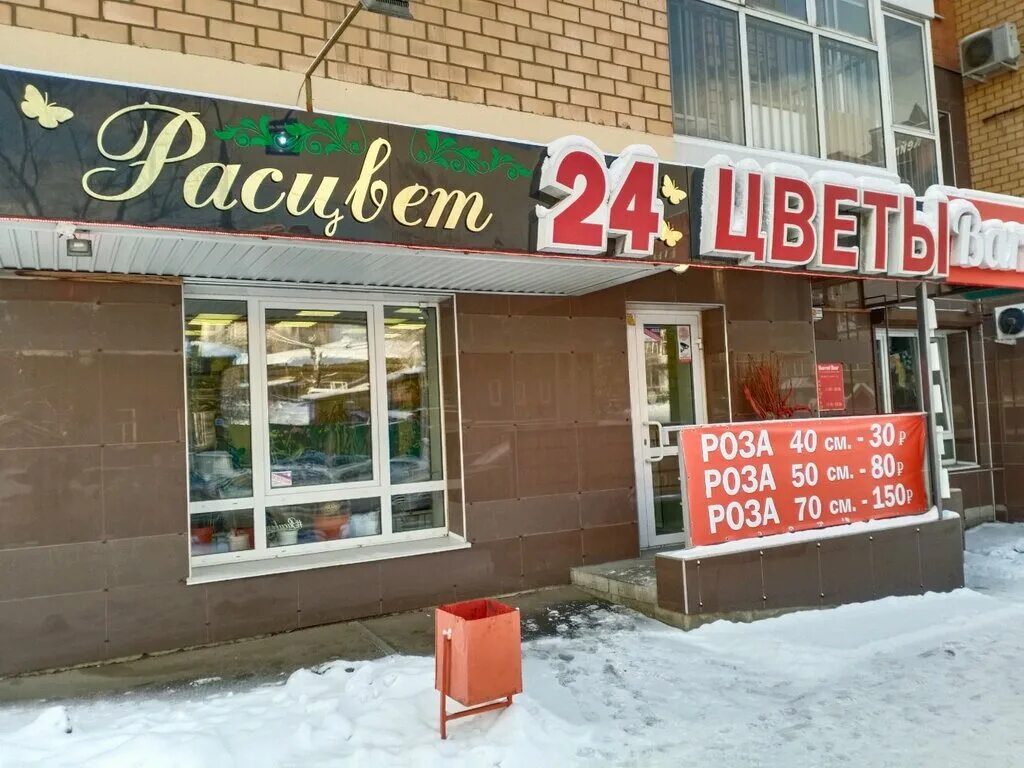 Расцвет
24 ЦВЕТЫ
РОЗА 40 см. - 30₽
РОЗА 50 см. - 80₽
РОЗА 70 см. - 150₽